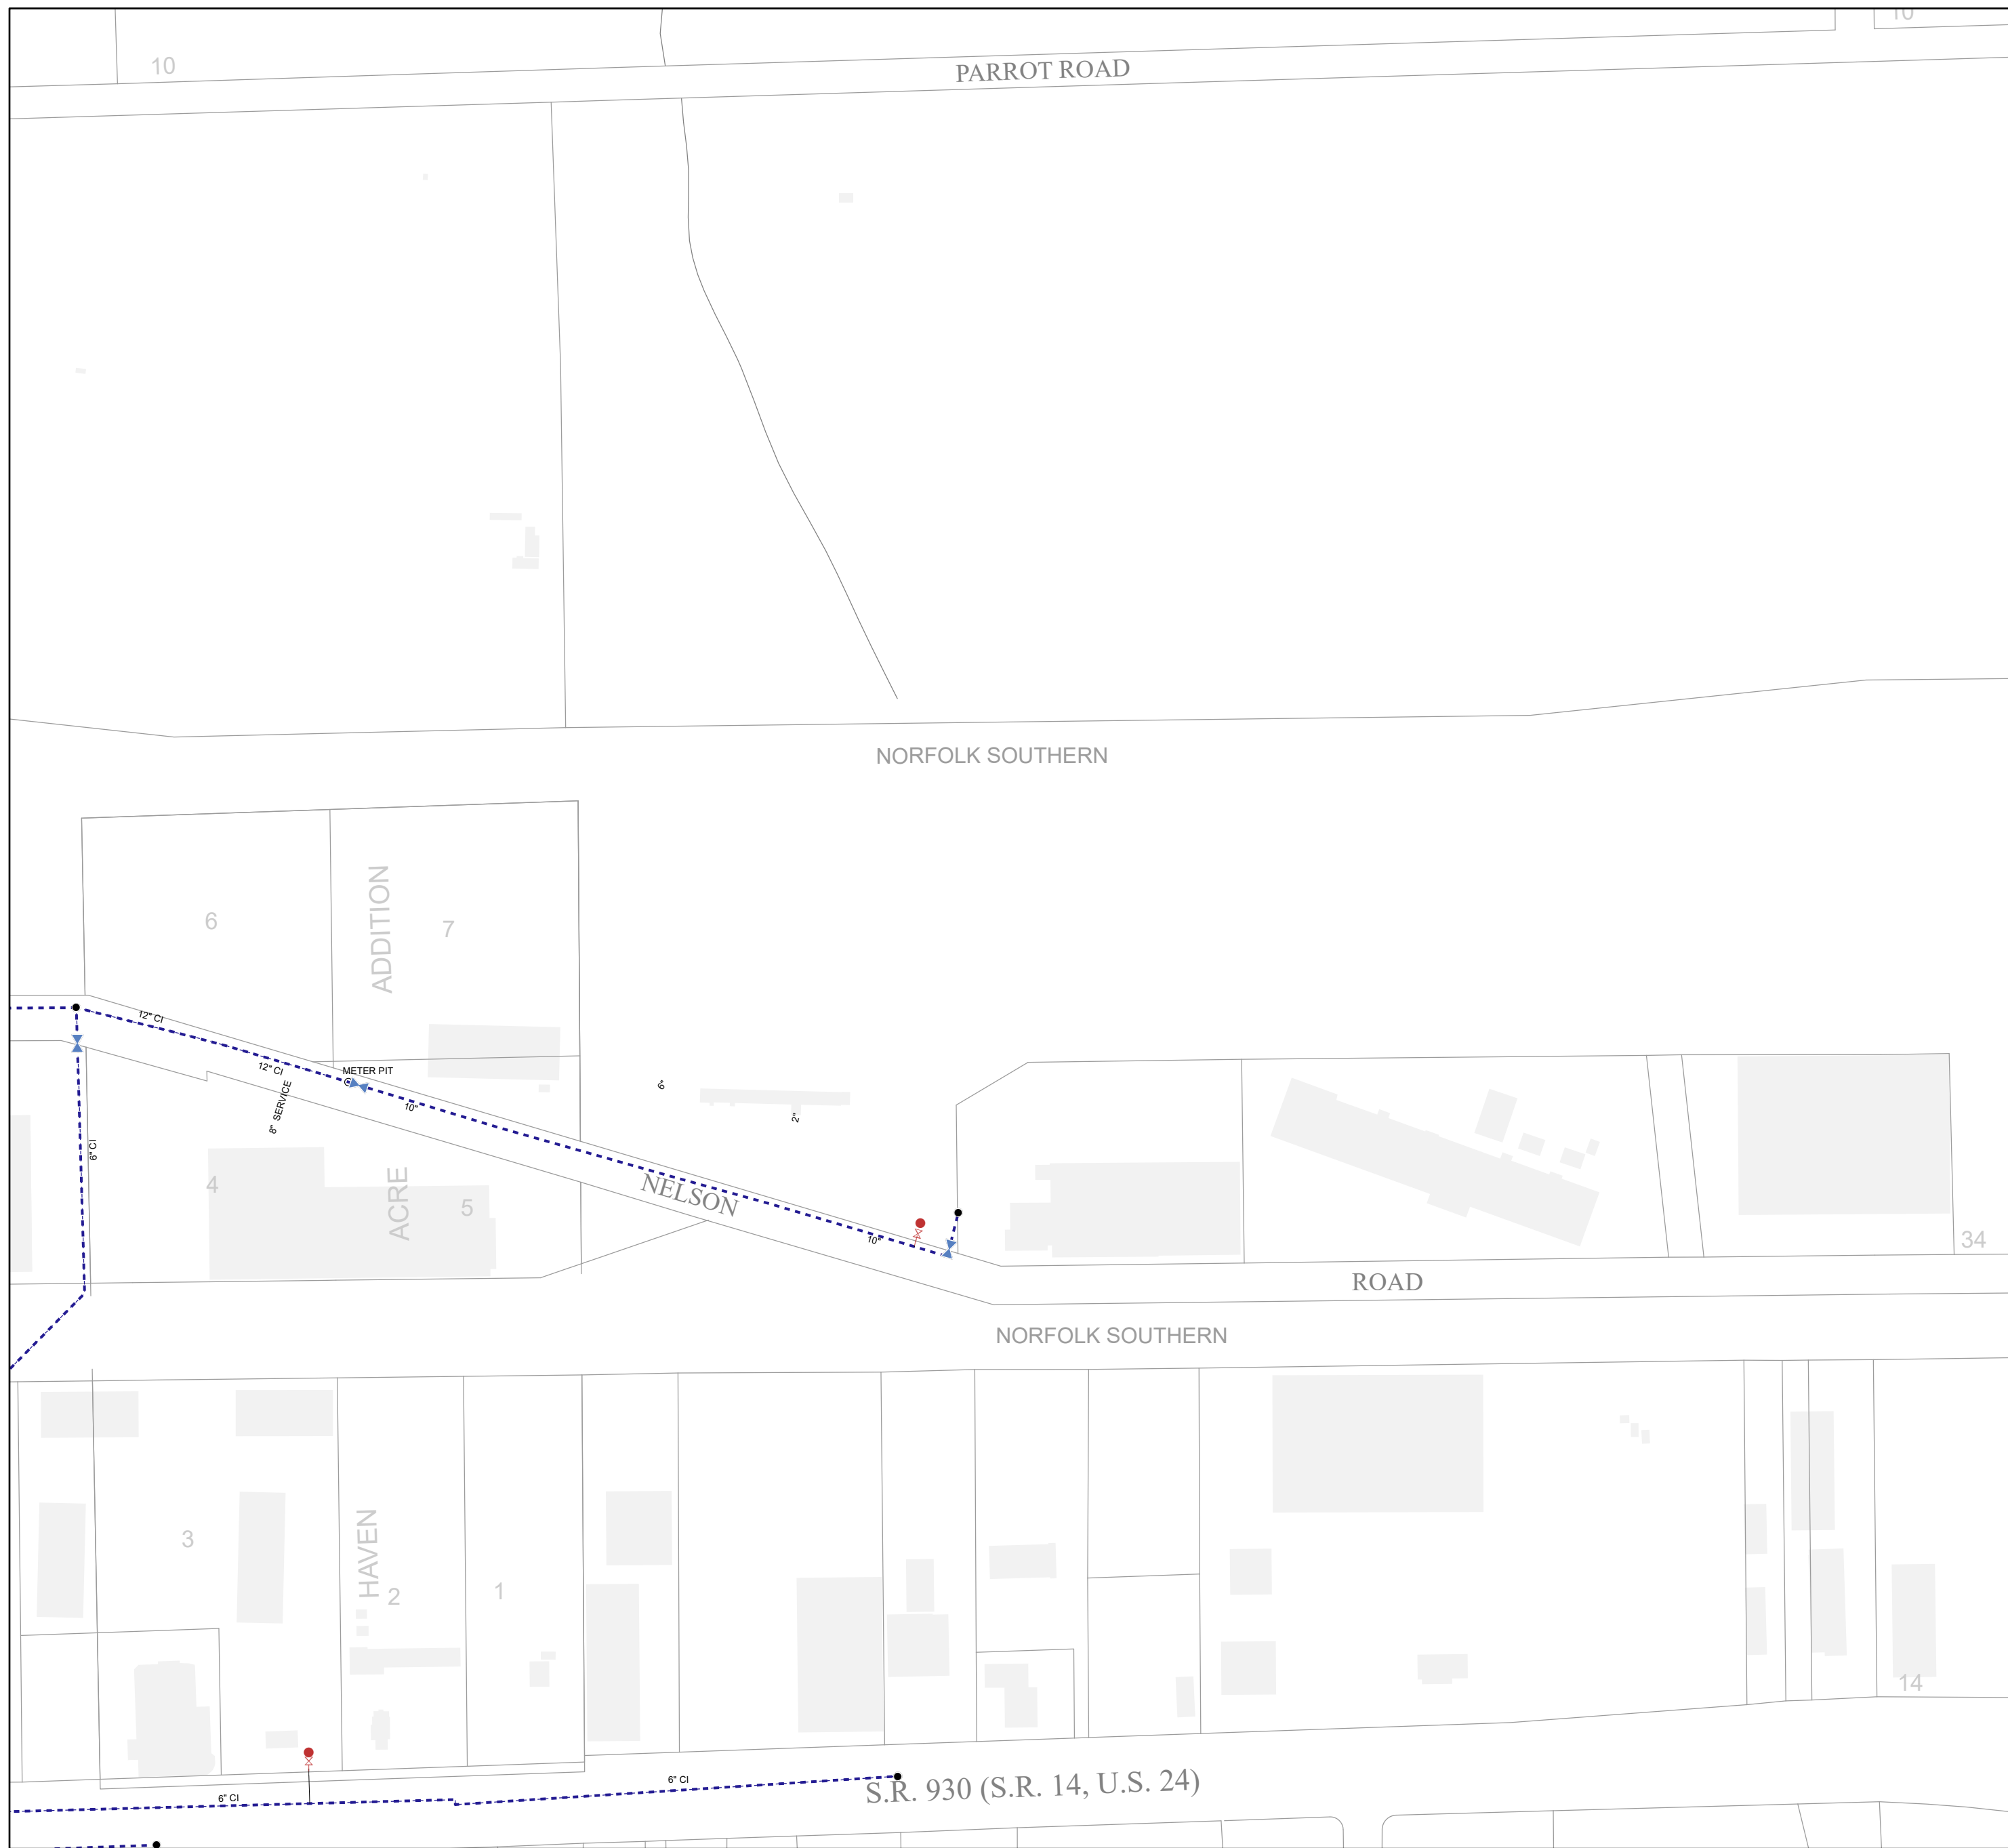 10
10
PARROT ROAD
NORFOLK SOUTHERN
6
ADDITION
7
12" CI
12" CI
METER PIT
8" SERVICE
10"
6"
2"
6" CI
4
ACRE
5
NELSON
10"
34
ROAD
NORFOLK SOUTHERN
3
HAVEN
2
1
14
6" CI
6" CI
S.R. 930 (S.R. 14, U.S. 24)